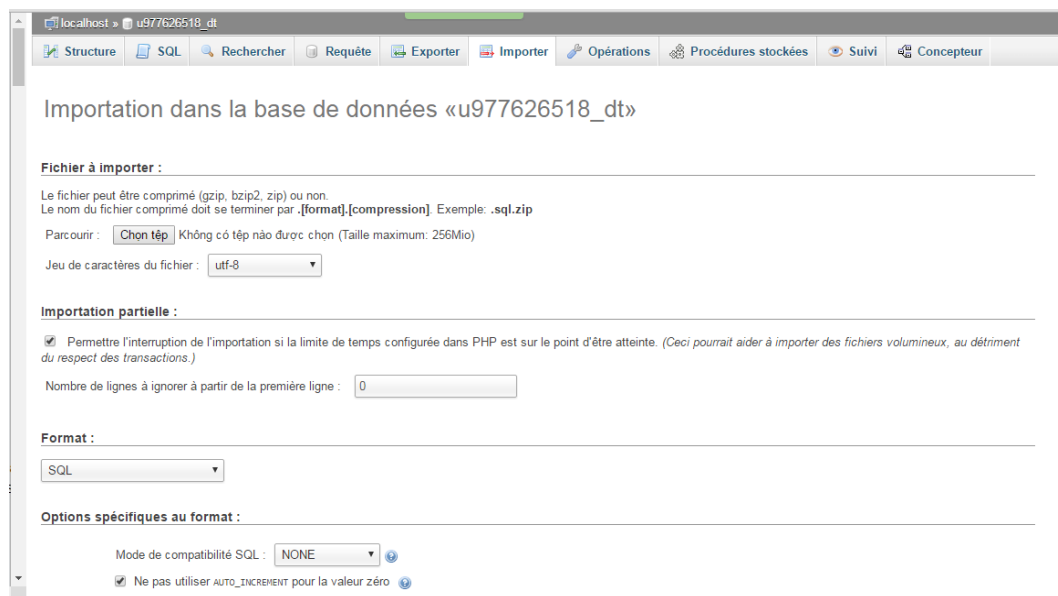 localhost » u977626518_dt
Structure SQL Rechercher Requête Exporter Importer Opérations Procédures stockées Suivi Concepteur
Importation dans la base de données «u977626518_dt»
Fichier à importer :
Le fichier peut être comprimé (gzip, bzip2, zip) ou non.
Le nom du fichier comprimé doit se terminer par .[format].[compression]. Exemple: .sql.zip
Parcourir : Chọn tệp Không có tệp nào được chọn (Taille maximum: 256Mio)
Jeu de caractères du fichier : utf-8
Importation partielle :
Permettre l'interruption de l'importation si la limite de temps configurée dans PHP est sur le point d'être atteinte. (Ceci pourrait aider à importer des fichiers volumineux, au détriment
du respect des transactions.)
Nombre de lignes à ignorer à partir de la première ligne : 0
Format :
SQL
Options spécifiques au format :
Mode de compatibilité SQL : NONE
Ne pas utiliser AUTO_INCREMENT pour la valeur zéro